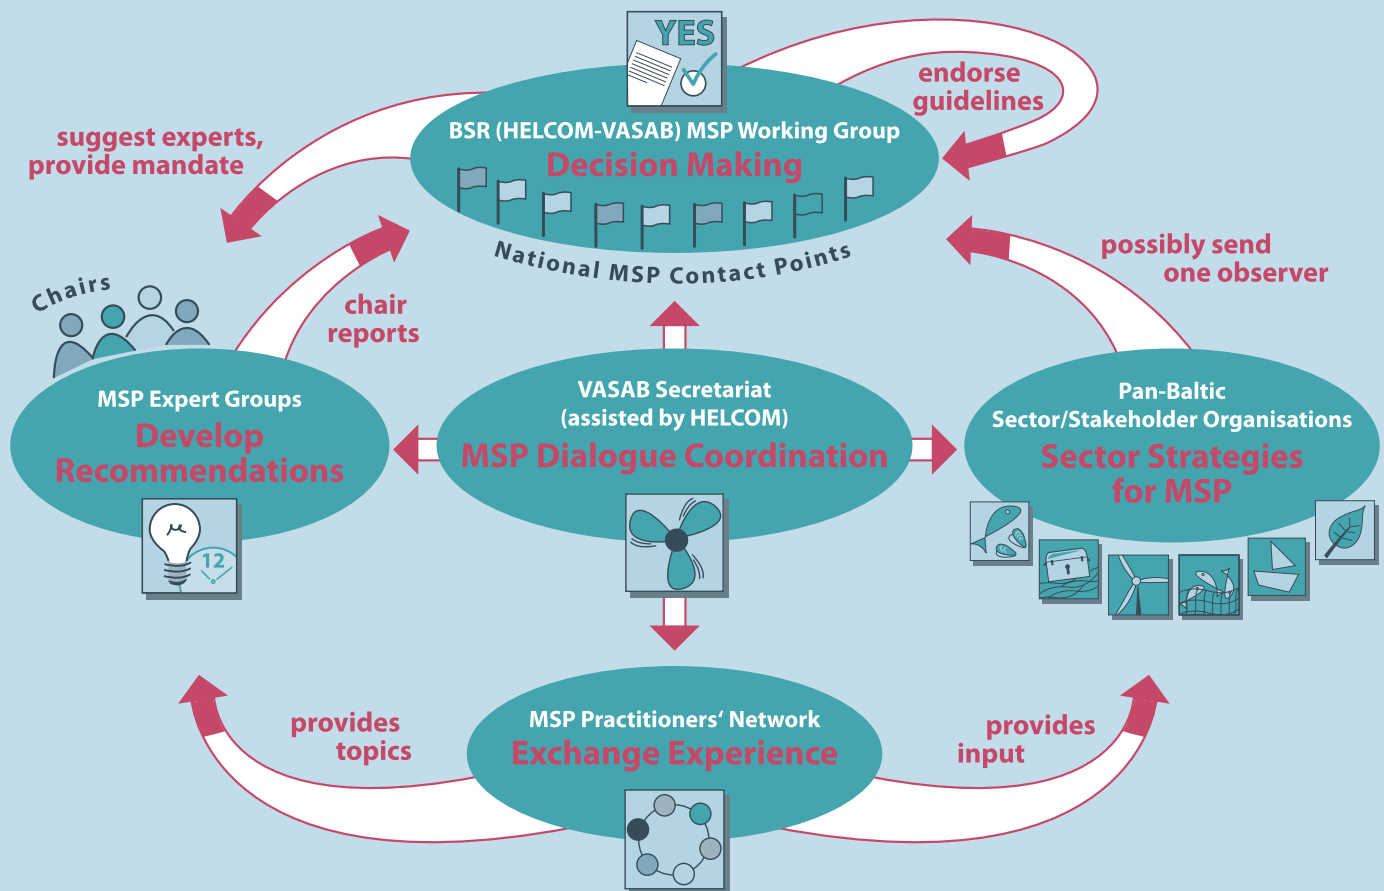 YES
endorse
guidelines
suggest experts,
provide mandate
BSR (HELCOM-VASAB) MSP Working Group
Decision Making
National MSP Contact Points
possibly send
one observer
Chairs
chair
reports
MSP Expert Groups
Develop
Recommendations
12
VASAB Secretariat
(assisted by HELCOM)
MSP Dialogue Coordination
Pan-Baltic
Sector/Stakeholder Organisations
Sector Strategies
for MSP
provides
topics
MSP Practitioners‘ Network
Exchange Experience
provides
input